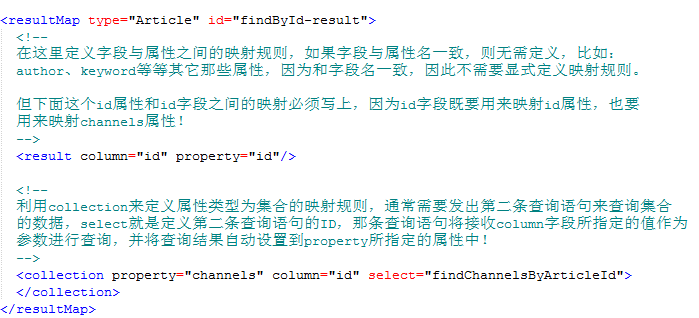 <resultMap type="Article" id="findById-result">
<!--
在这里定义字段与属性之间的映射规则，如果字段与属性名一致，则无需定义，比如：
author、keyword等等其它那些属性，因为和字段名一致，因此不需要显式定义映射规则。
但下面这个id属性和id字段之间的映射必须写上，因为id字段既要用来映射id属性，也要
用来映射channels属性！
-->
<result column="id" property="id"/>
<!--
利用collection来定义属性类型为集合的映射规则，通常需要发出第二条查询语句来查询集合
的数据，select就是定义第二条查询语句的ID，那条查询语句将接收column字段所指定的值作为
参数进行查询，并将查询结果自动设置到property所指定的属性中！
-->
<collection property="channels" column="id" select="findChannelsByArticleId">
</collection>
</resultMap>